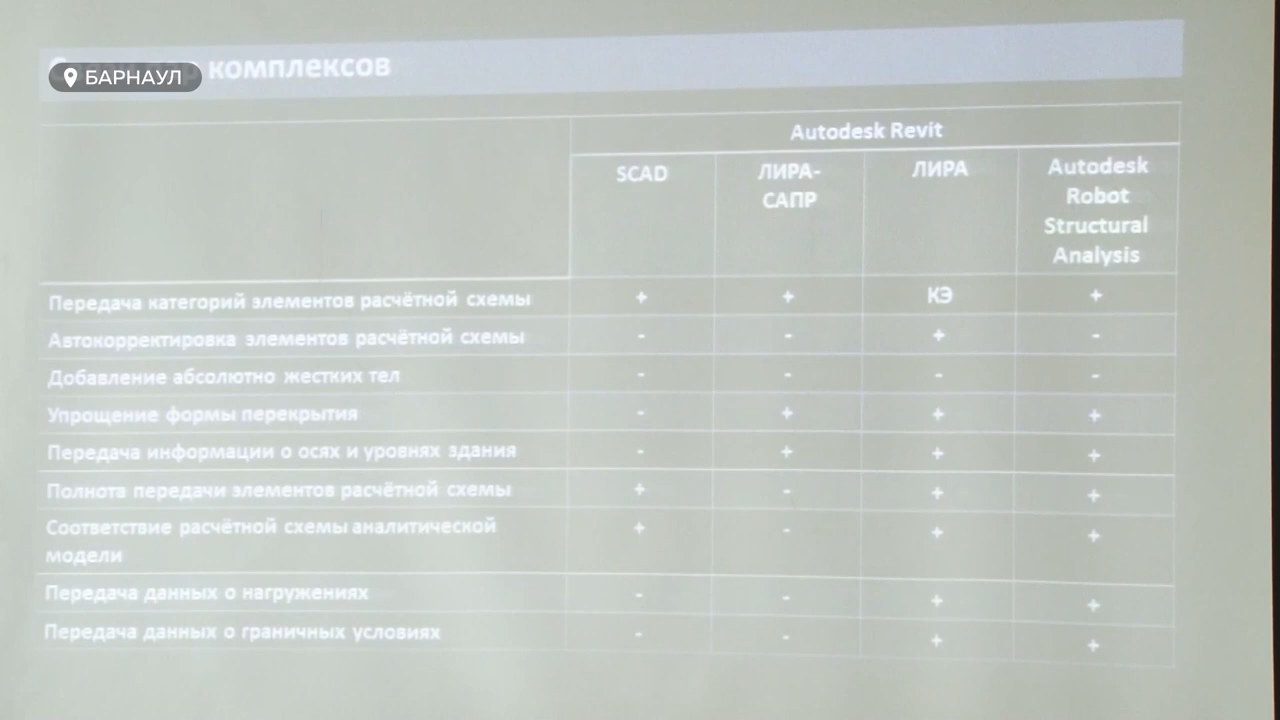 БАРНАУЛ
комплексов
Autodesk Revit
SCAD ЛИРА-САПР ЛИРА Autodesk Robot Structural Analysis
Передача категорий элементов расчётной схемы + + КЭ +
Автокорректировка элементов расчётной схемы - - + -
Добавление абсолютно жестких тел - - - -
Упрощение формы перекрытия - + + +
Передача информации о осях и уровнях здания - + + +
Полнота передачи элементов расчётной схемы + - + +
Соответствие расчётной схемы аналитической
модели + - + +
Передача данных о нагружениях - - + +
Передача данных о граничных условиях - - + +